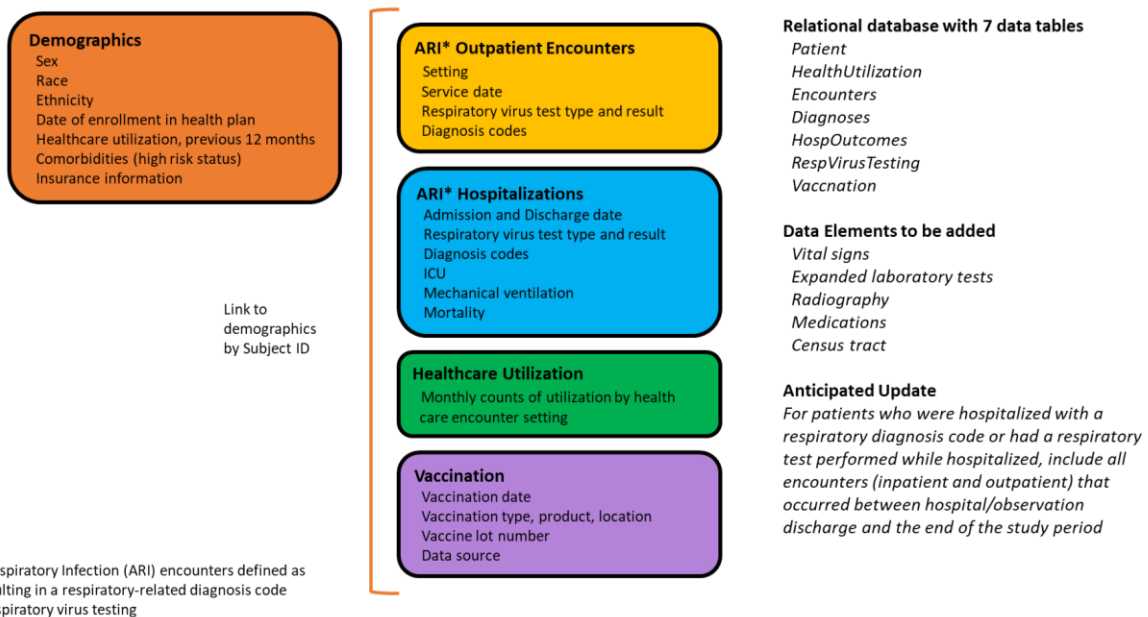 Demographics
Sex
Race
Ethnicity
Date of enrollment in health plan
Healthcare utilization, previous 12 months
Comorbidities (high risk status)
Insurance information
Link to
demographics
by Subject ID
ARI* Outpatient Encounters
Setting
Service date
Respiratory virus test type and result
Diagnosis codes
ARI* Hospitalizations
Admission and Discharge date
Respiratory virus test type and result
Diagnosis codes
ICU
Mechanical ventilation
Mortality
Healthcare Utilization
Monthly counts of utilization by health
care encounter setting
Vaccination
Vaccination date
Vaccination type, product, location
Vaccine lot number
Data source
Relational database with 7 data tables
Patient
HealthUtilization
Encounters
Diagnoses
HospOutcomes
RespVirusTesting
Vaccnation
Data Elements to be added
Vital signs
Expanded laboratory tests
Radiography
Medications
Census tract
Anticipated Update
For patients who were hospitalized with a
respiratory diagnosis code or had a respiratory
test performed while hospitalized, include all
encounters (inpatient and outpatient) that
occurred between hospital/observation
discharge and the end of the study period
spiratory Infection (ARI) encounters defined as
ulting in a respiratory-related diagnosis code
spiratory virus testing